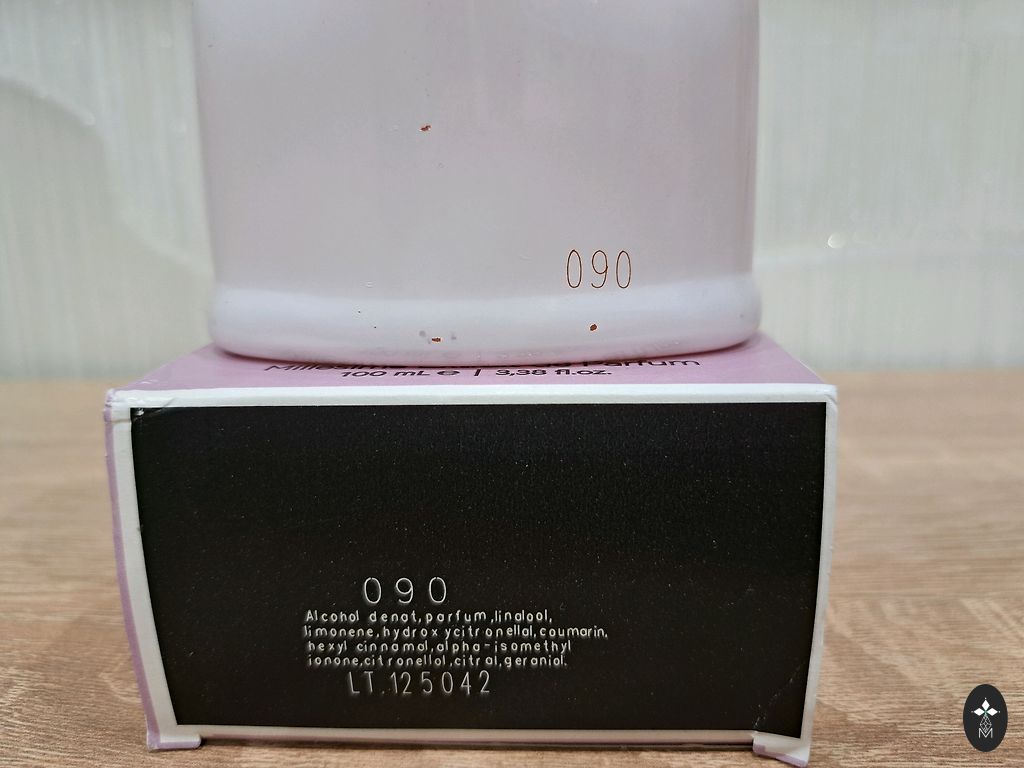 090
Parfum
100 mL e | 3,38 fl.oz.
090
Alcohol denat,parfum,linalool,
limonene,hydroxycitronellal,coumarin,
hexyl cinnamal,alpha-isomethyl
ionone,citronellol,citral,geraniol.
LT.125042
M